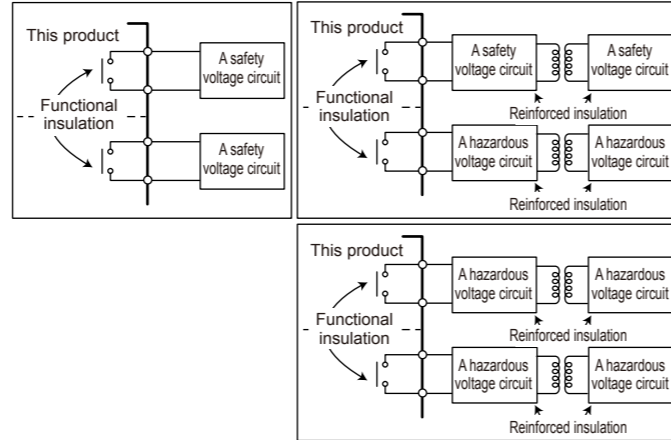 This product
A safety
voltage circuit
Functional
insulation
A safety
voltage circuit
This product
A safety
voltage circuit
A safety
voltage circuit
Reinforced insulation
Functional
insulation
A hazardous
voltage circuit
A hazardous
voltage circuit
Reinforced insulation
This product
A hazardous
voltage circuit
A hazardous
voltage circuit
Reinforced insulation
Functional
insulation
A hazardous
voltage circuit
A hazardous
voltage circuit
Reinforced insulation